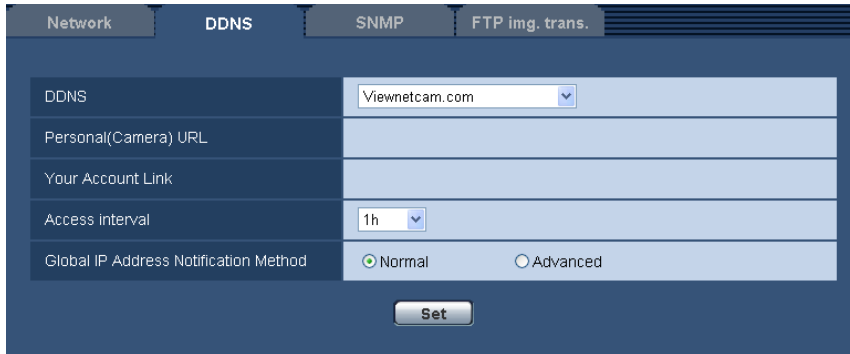 Network DDNS SNMP FTP img. trans.
DDNS Viewnetcam.com
Personal(Camera) URL
Your Account Link
Access interval 1h
Global IP Address Notification Method Normal Advanced
Set